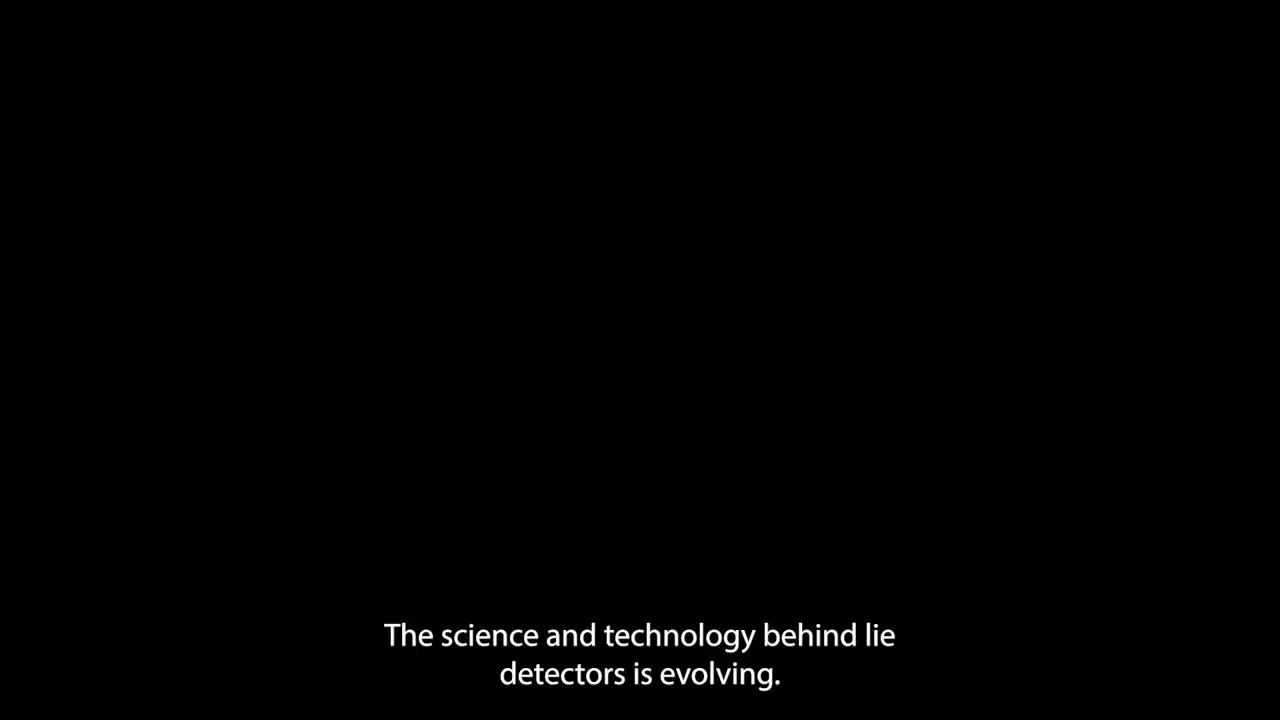 The science and technology behind lie
detectors is evolving.